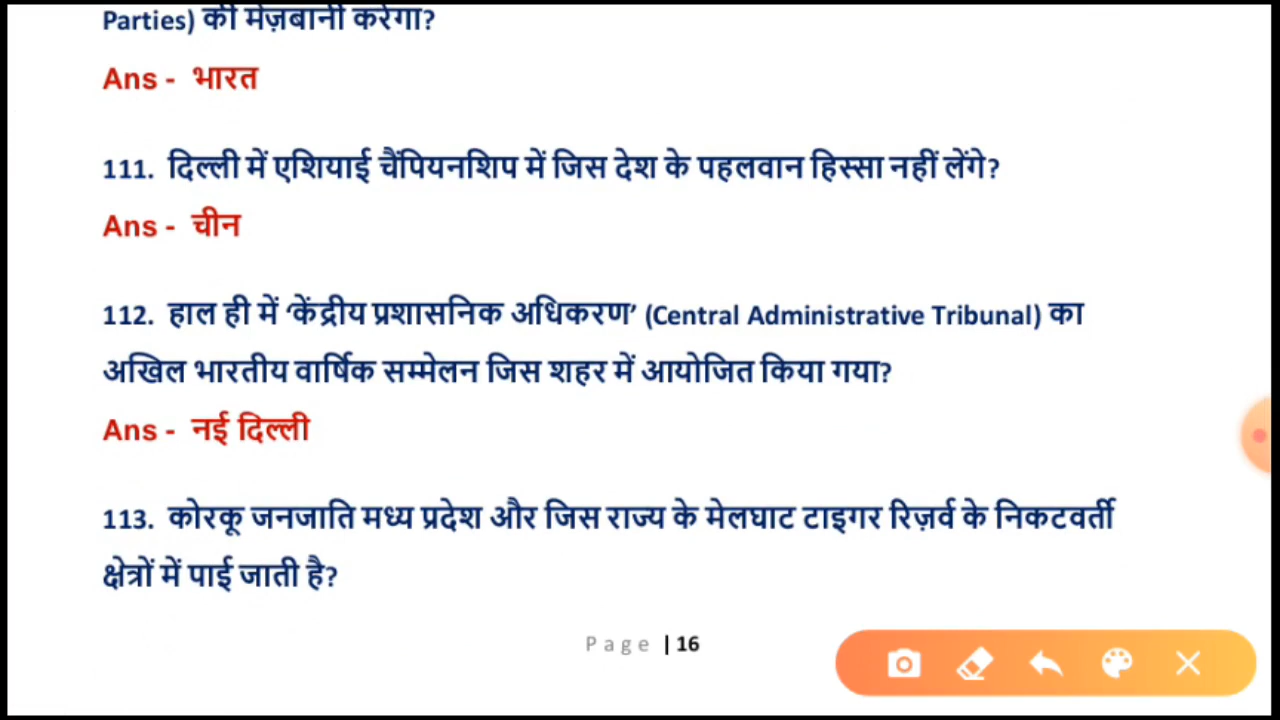 Parties) की मेज़बानी करेगा?
Ans - भारत
111. दिल्ली में एशियाई चैंपियनशिप में जिस देश के पहलवान हिस्सा नहीं लेंगे?
Ans - चीन
112. हाल ही में ‘केंद्रीय प्रशासनिक अधिकरण’ (Central Administrative Tribunal) का
अखिल भारतीय वार्षिक सम्मेलन जिस शहर में आयोजित किया गया?
Ans - नई दिल्ली
113. कोरकू जनजाति मध्य प्रदेश और जिस राज्य के मेलघाट टाइगर रिज़र्व के निकटवर्ती
क्षेत्रों में पाई जाती है?
Page | 16